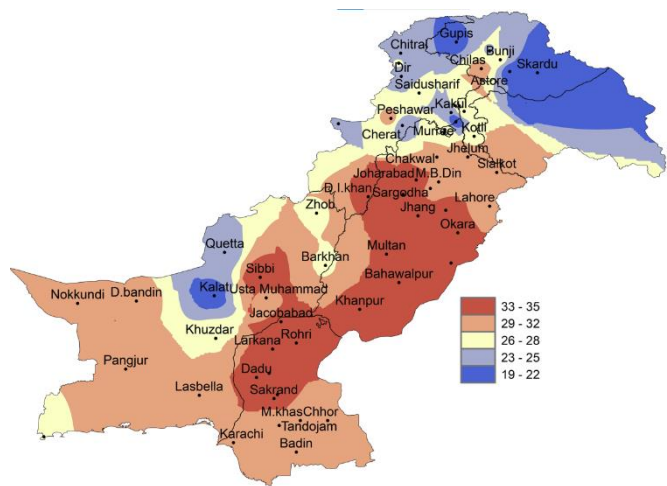 Gupis
Chitral
Bunji
Chilas
Skardu
Dir
Astore
Saidusharif
Peshawar
Kakul
Cherat
Murree
Kotli
Chakwal
Jhelum
Sialkot
Joharabad
M.B.Din
D.I.khan
Sargodha
Lahore
Zhob
Jhang
Okara
Quetta
Multan
Barkhan
Sibbi
Bahawalpur
Kalat
Usta Muhammad
Nokkundi
D.bandin
Khanpur
Jacobabad
Khuzdar
Larkana
Rohri
Pangjur
Dadu
Lasbella
Sakrand
M.khas
Chhor
Tandojam
Karachi
Badin
33 - 35
29 - 32
26 - 28
23 - 25
19 - 22